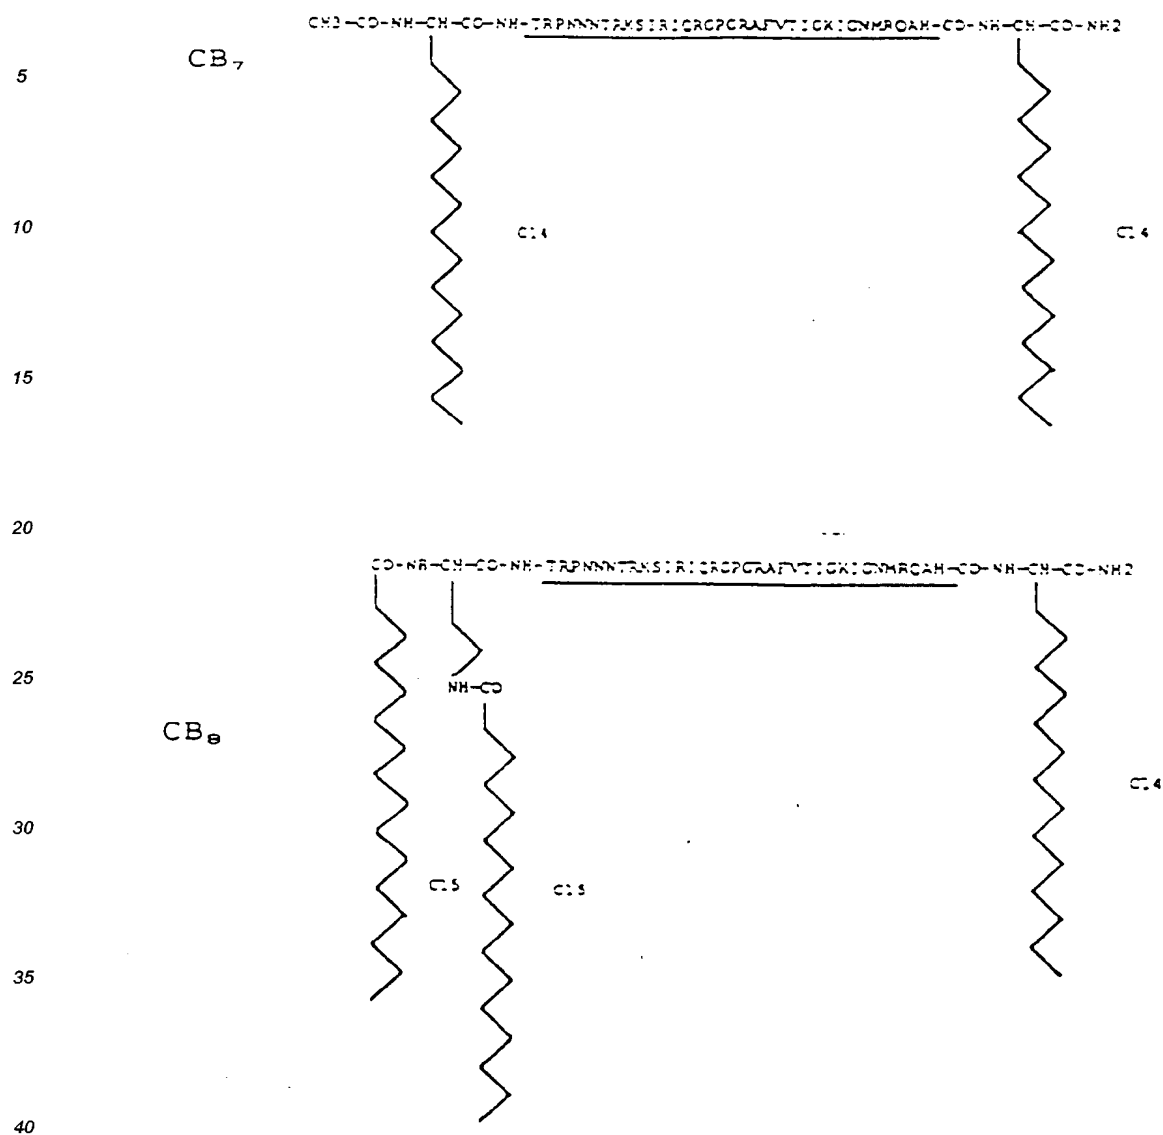 CH3-CO-NH-CH-CO-NH-TRPNNNTRKSIRIQRGPGRAFVTIGKIGNMRQAH-CO-NH-CH-CO-NH2
CB₇
5
10
C14
C14
15
20
CO-NH-CH-CO-NH-TRPNNNTRKSIRIQRGPGRAFVTIGKIGNMRQAH-CO-NH-CH-CO-NH2
25
NH-CO
CB₈
C14
30
C15
C15
35
40